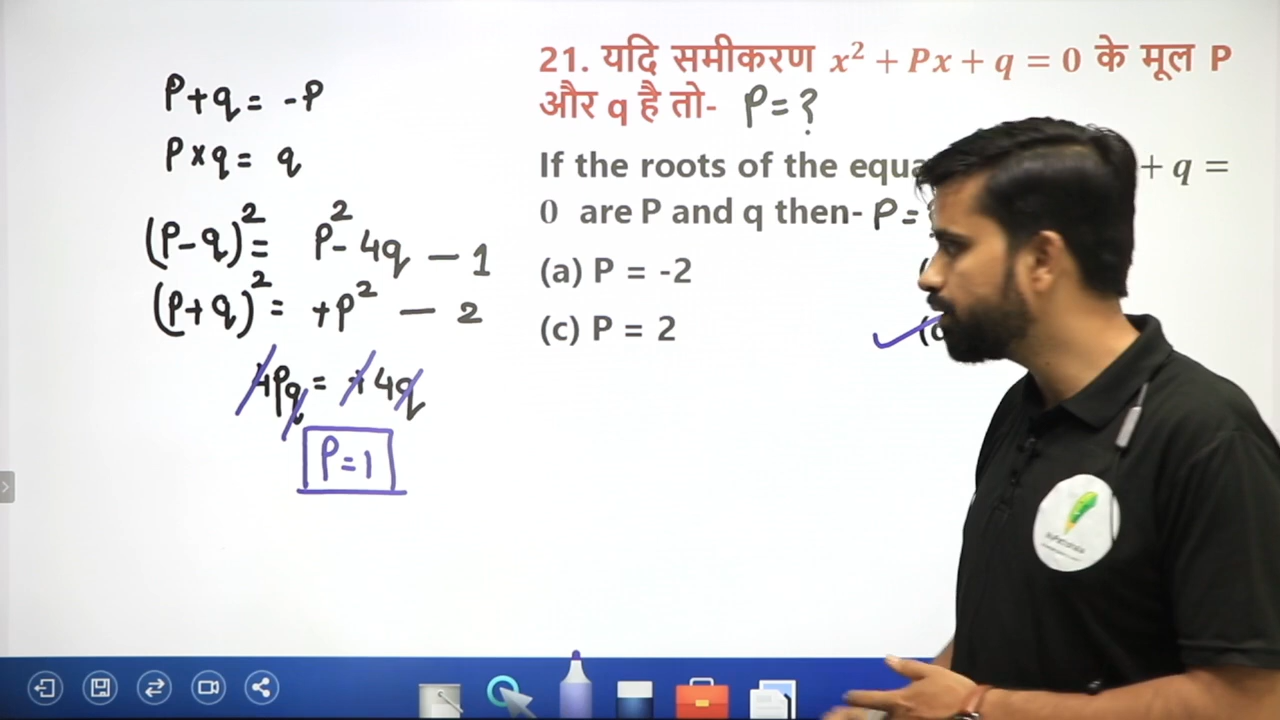 P+q = -P
P×q = q
(P-q)² = P² - 4q — 1
(P+q)² = +P² — 2
4Pq = +4q
P=1
21. यदि समीकरण x² + Px + q = 0 के मूल P
और q है तो- P=?
If the roots of the equa + q =
0 are P and q then- P=
(a) P = -2
(c) P = 2